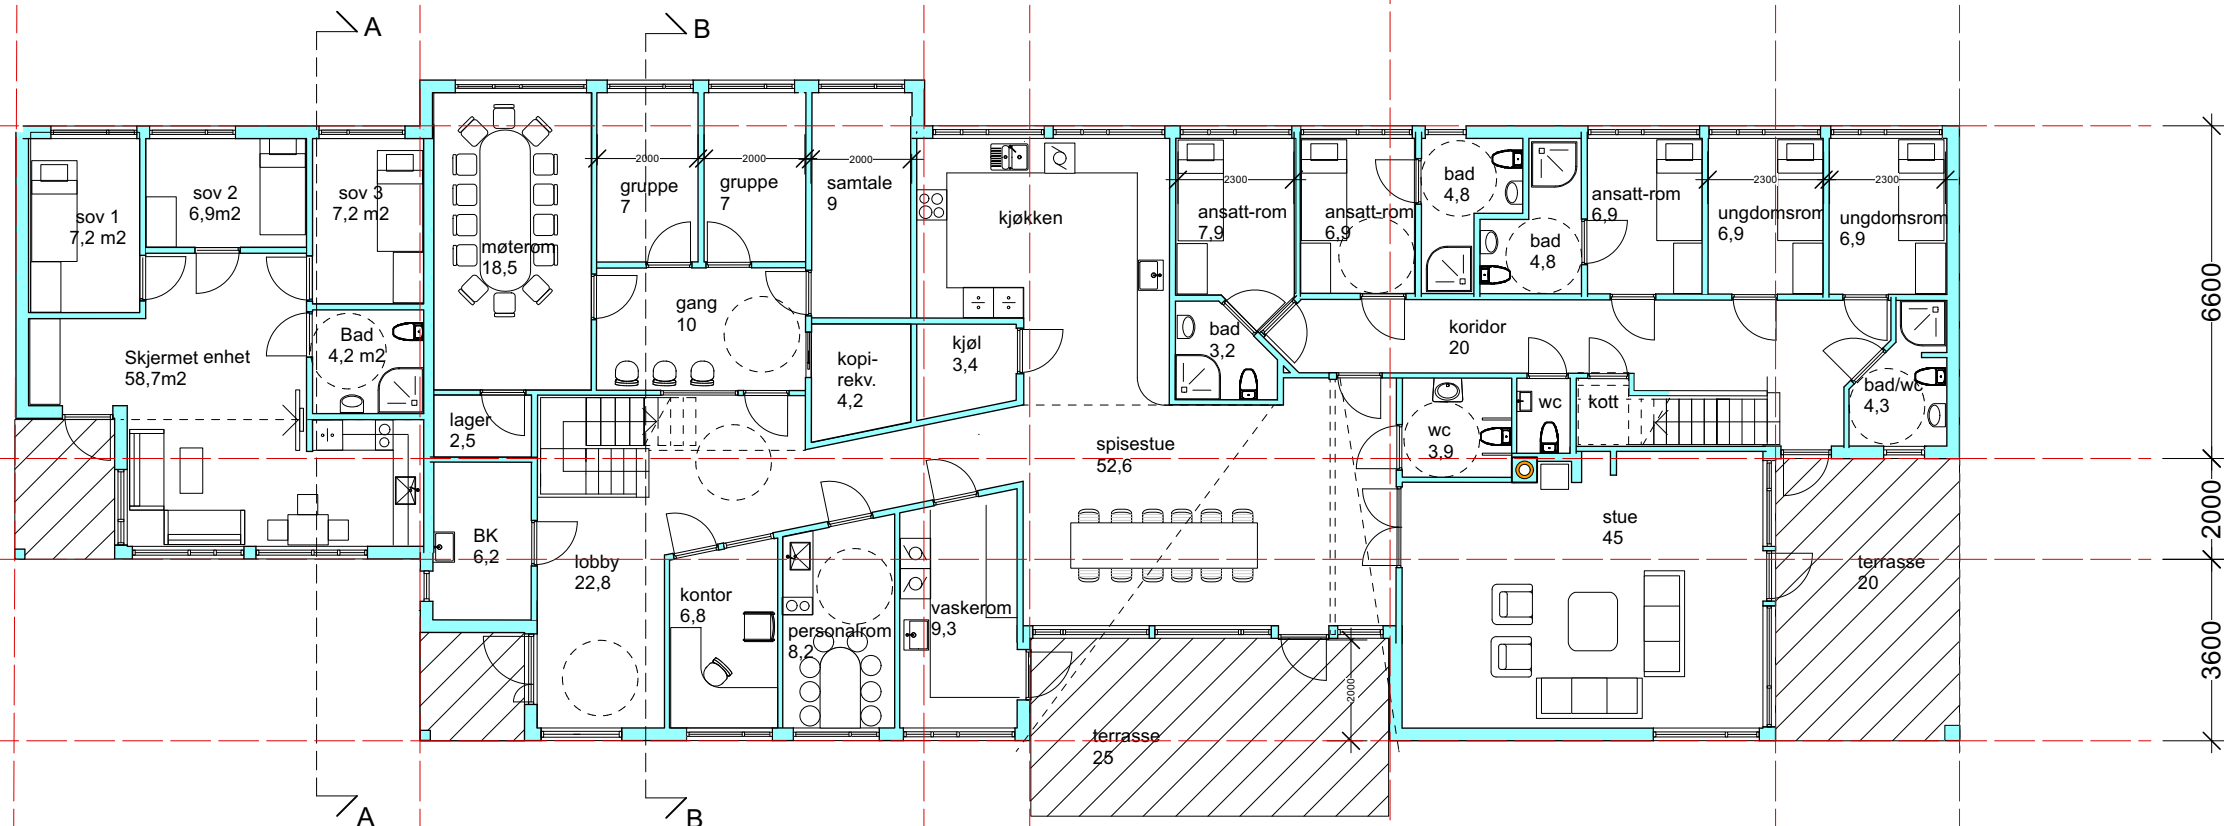 A
B
sov 1
7,2 m2
sov 2
6,9m2
sov 3
7,2 m2
Skjermet enhet
58,7m2
Bad
4,2 m2
møterom
18,5
2000
gruppe
7
2000
gruppe
7
2000
samtale
9
gang
10
kopi-
rekv.
4,2
kjøl
3,4
kjøkken
lager
2,5
BK
6,2
lobby
22,8
kontor
6,8
personalrom
8,2
vaskerom
9,3
spisestue
52,6
terrasse
25
2000
2300
ansatt-rom
7,9
ansatt-rom
6,9
bad
4,8
bad
4,8
ansatt-rom
6,9
2300
ungdomsrom
6,9
2300
ungdomsrom
6,9
bad
3,2
koridor
20
wc
3,9
wc
kott
bad/wc
4,3
stue
45
terrasse
20
6600
2000
3600
A
B